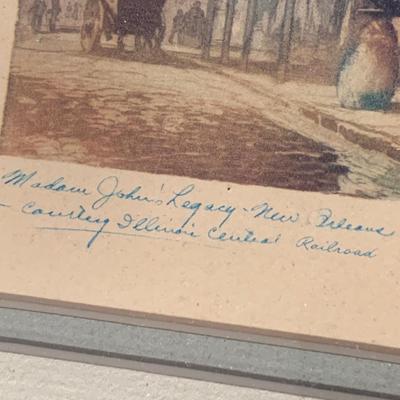 Madam John's Legacy - New Orleans
- Courtesy Illinois Central Railroad